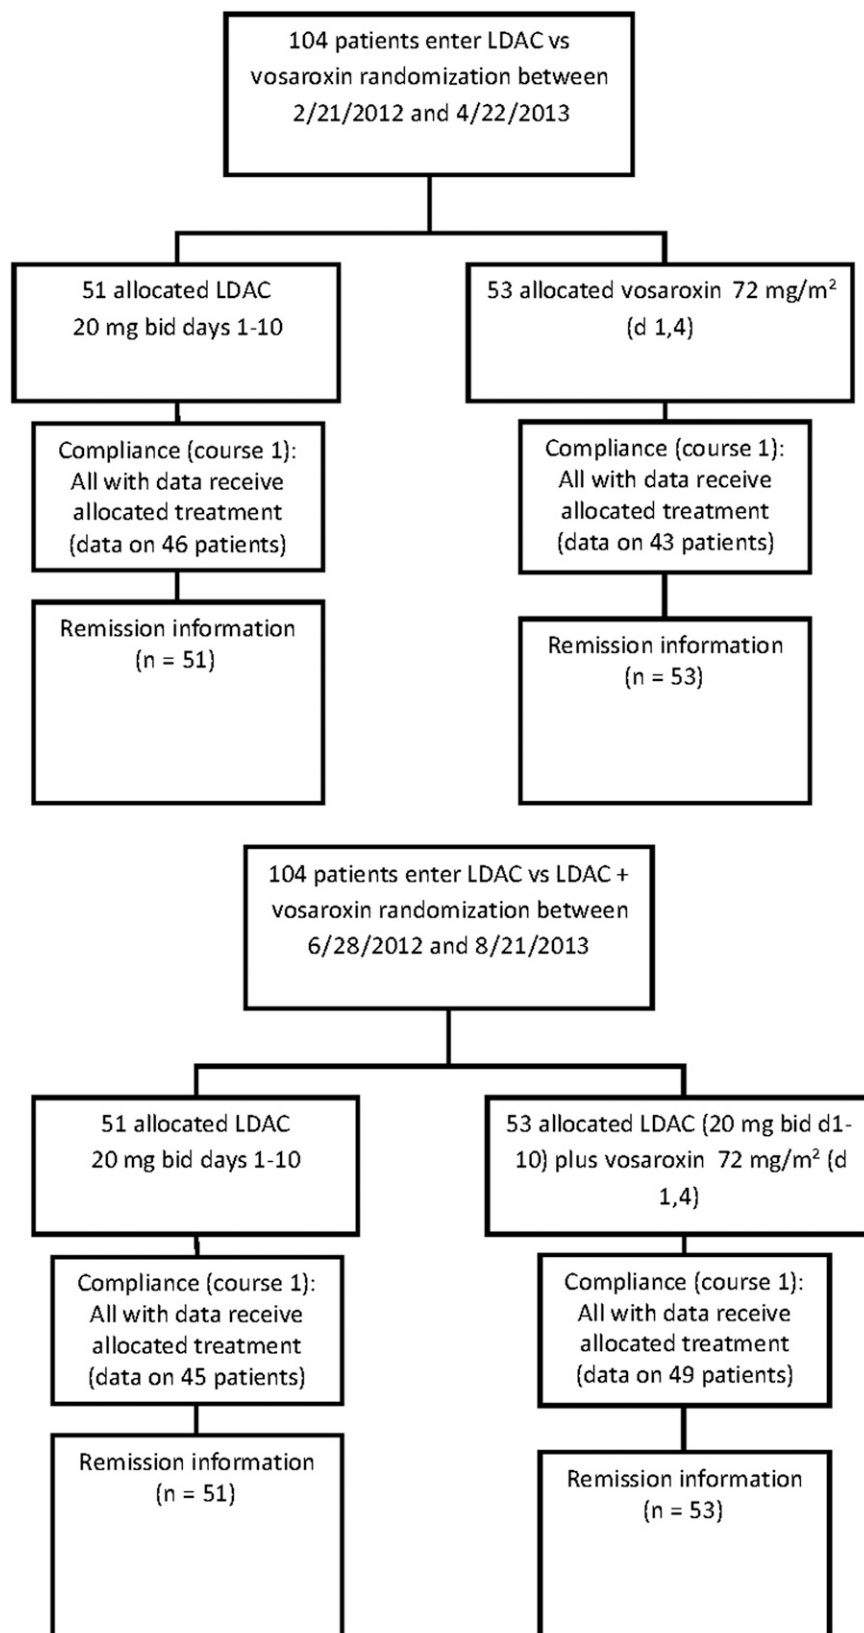 104 patients enter LDAC vs
vosaroxin randomization between
2/21/2012 and 4/22/2013
51 allocated LDAC
20 mg bid days 1-10
53 allocated vosaroxin 72 mg/m²
(d 1,4)
Compliance (course 1):
All with data receive
allocated treatment
(data on 46 patients)
Compliance (course 1):
All with data receive
allocated treatment
(data on 43 patients)
Remission information
(n = 51)
Remission information
(n = 53)
104 patients enter LDAC vs LDAC +
vosaroxin randomization between
6/28/2012 and 8/21/2013
51 allocated LDAC
20 mg bid days 1-10
53 allocated LDAC (20 mg bid d1-
10) plus vosaroxin 72 mg/m² (d
1,4)
Compliance (course 1):
All with data receive
allocated treatment
(data on 45 patients)
Compliance (course 1):
All with data receive
allocated treatment
(data on 49 patients)
Remission information
(n = 51)
Remission information
(n = 53)